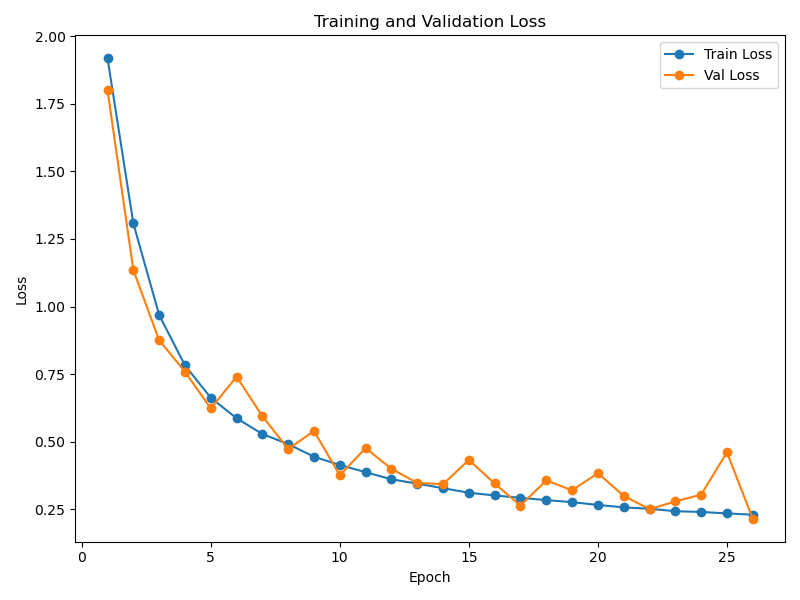 Training and Validation Loss
Train Loss
Val Loss
2.00
1.75
1.50
1.25
1.00
0.75
0.50
0.25
Loss
0 5 10 15 20 25
Epoch